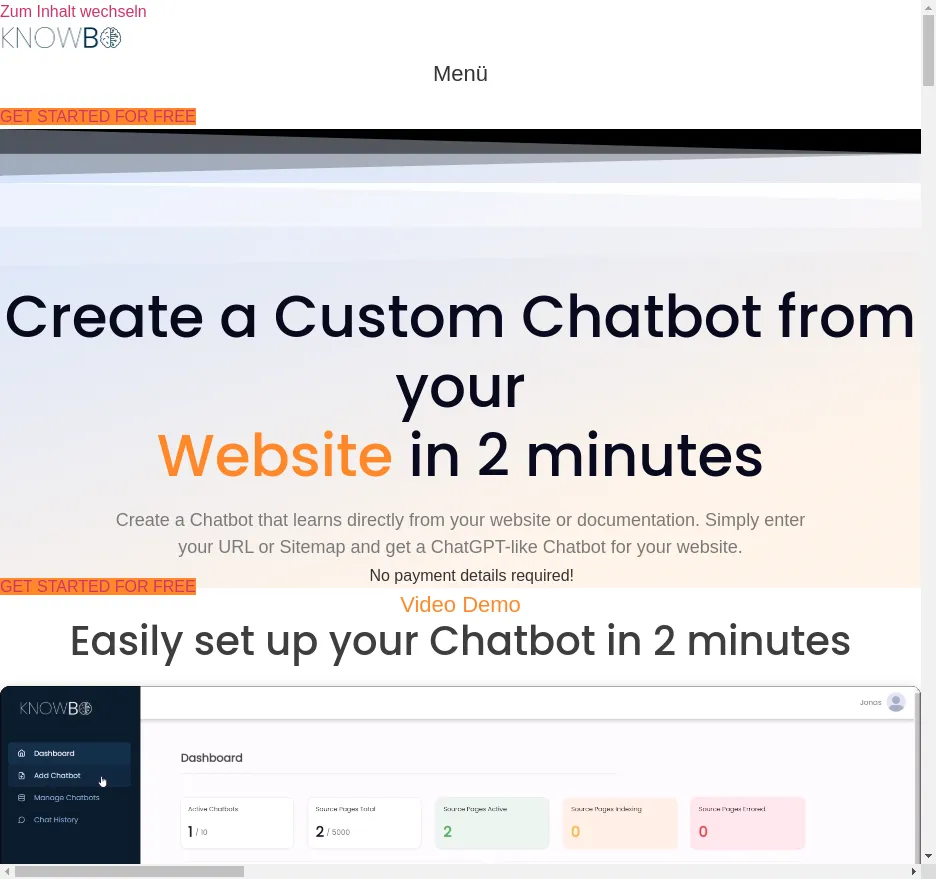 Zum Inhalt wechseln
KNOWBO
Menü
GET STARTED FOR FREE
Create a Custom Chatbot from
your
Website in 2 minutes
Create a Chatbot that learns directly from your website or documentation. Simply enter
your URL or Sitemap and get a ChatGPT-like Chatbot for your website.
No payment details required!
GET STARTED FOR FREE
Video Demo
Easily set up your Chatbot in 2 minutes
KNOWBO
Jonas
Dashboard
Add Chatbot
Manage Chatbots
Chat History
Dashboard
Active Chatbots
1 / 10
Source Pages Total
2 / 5000
Source Pages Active
2
Source Pages Indexing
0
Source Pages Errored
0